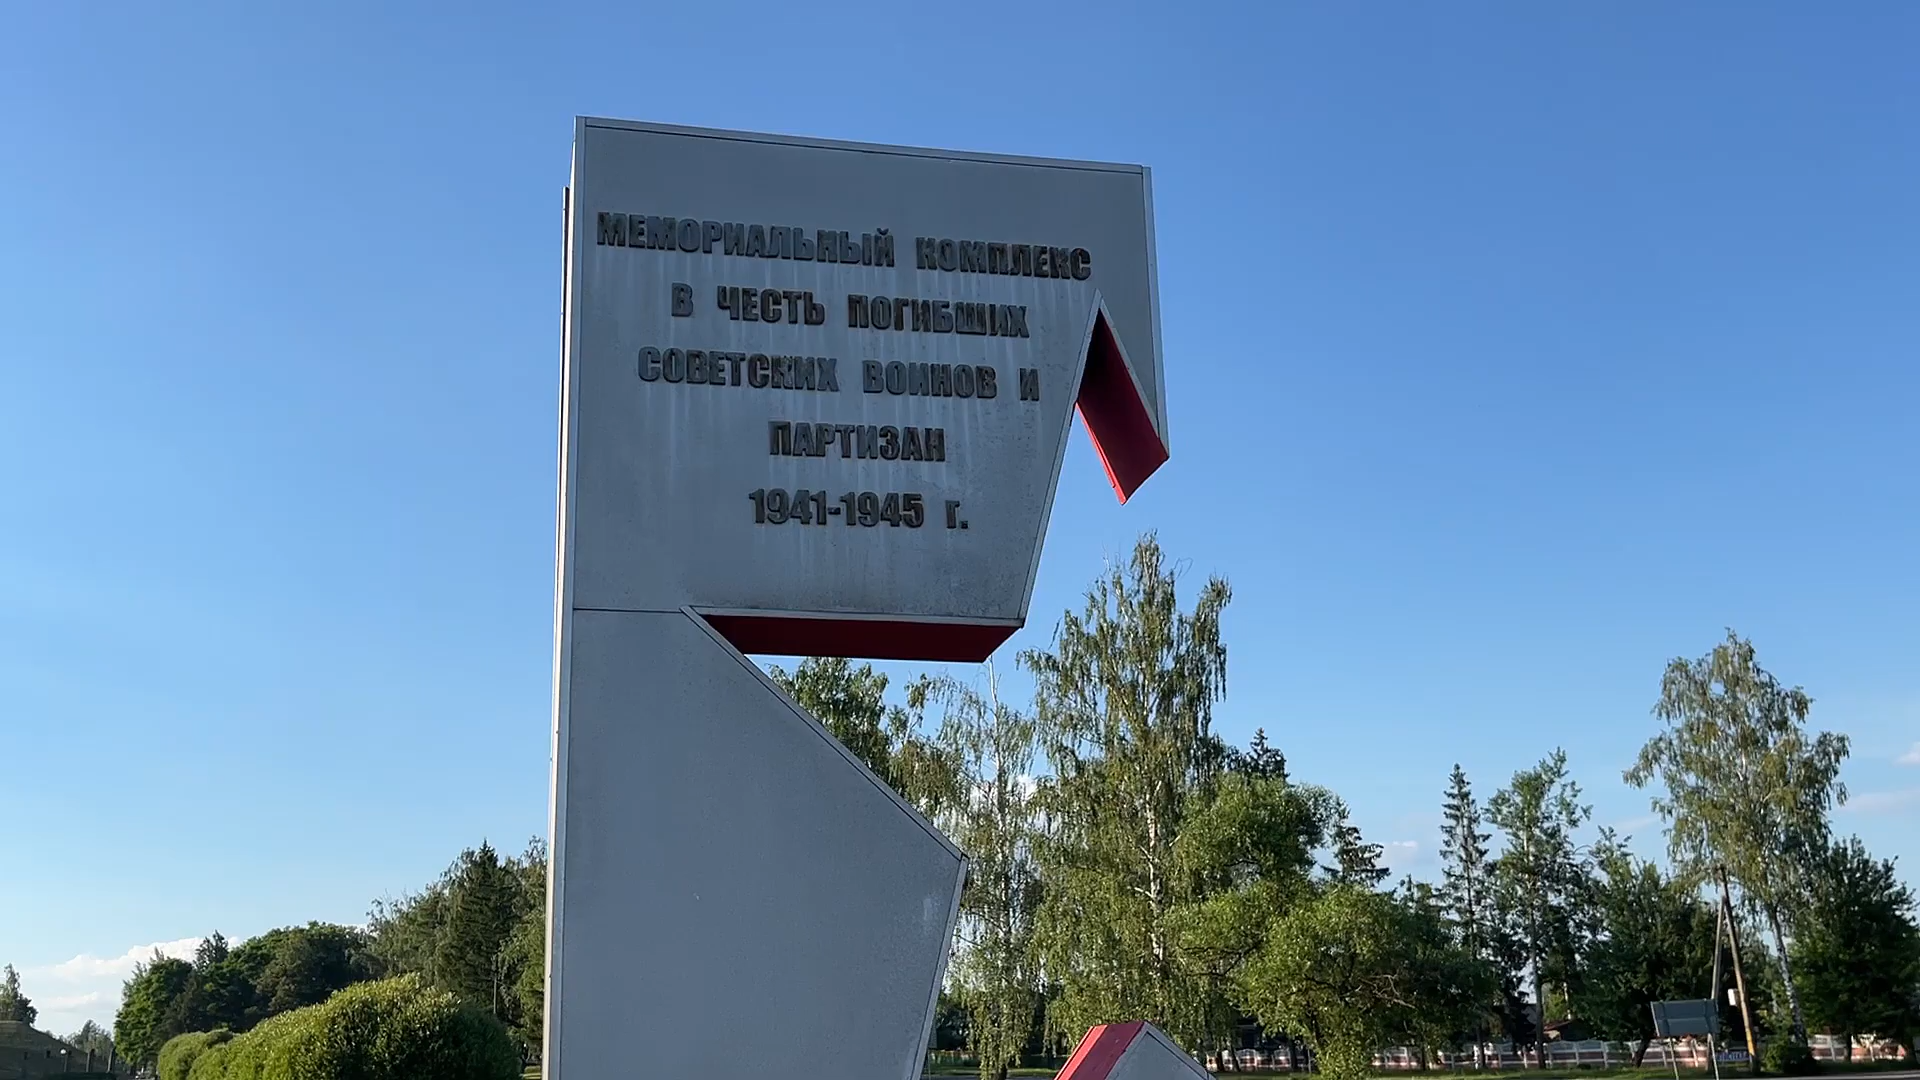 МЕМОРИАЛЬНЫЙ КОМПЛЕКС
В ЧЕСТЬ ПОГИБШИХ
СОВЕТСКИХ ВОИНОВ И
ПАРТИЗАН
1941-1945 г.